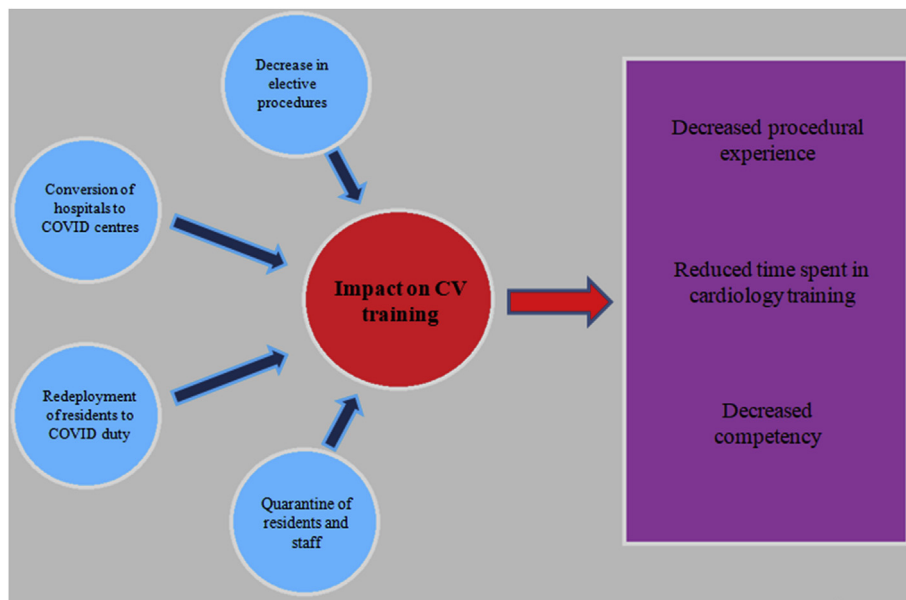 Decrease in
elective
procedures
Conversion of
hospitals to
COVID centres
Redeployment
of residents to
COVID duty
Quarantine of
residents and
staff
Impact on CV
training
Decreased procedural
experience
Reduced time spent in
cardiology training
Decreased
competency